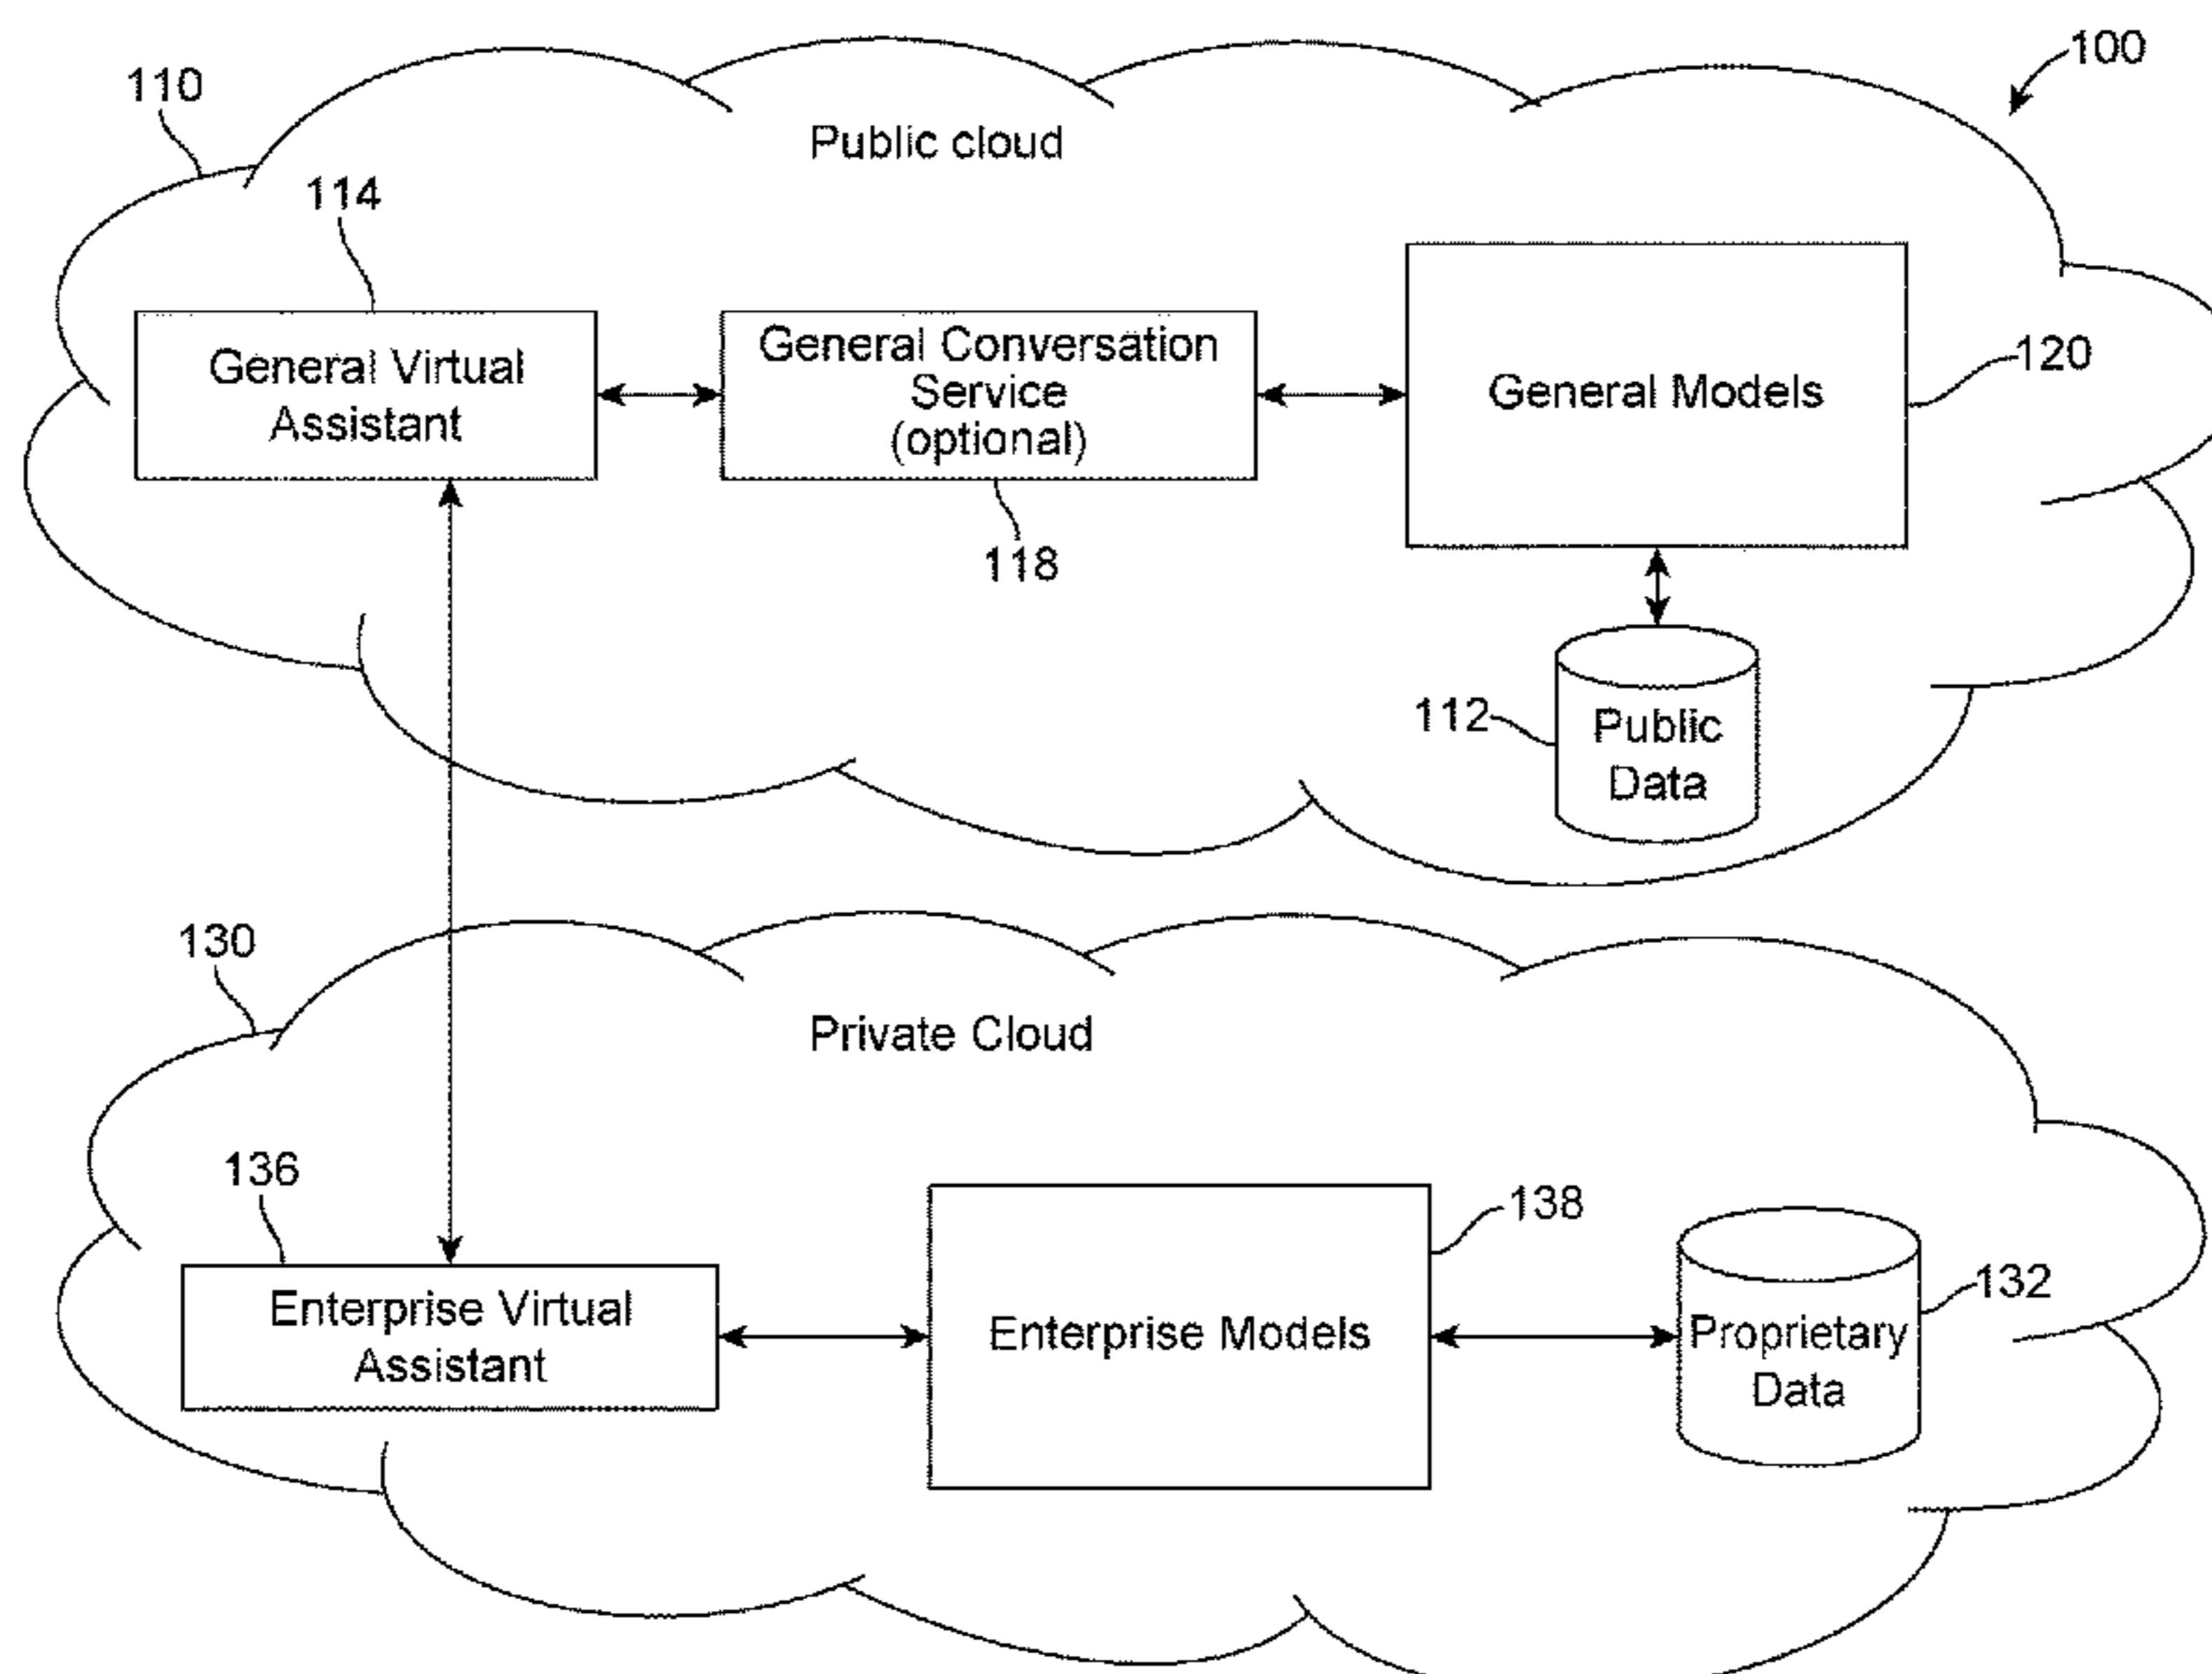 100
110
Public cloud
114
General Virtual
Assistant
General Conversation
Service
(optional)
General Models
120
118
112
Public
Data
130
Private Cloud
136
138
132
Enterprise Virtual
Assistant
Enterprise Models
Proprietary
Data